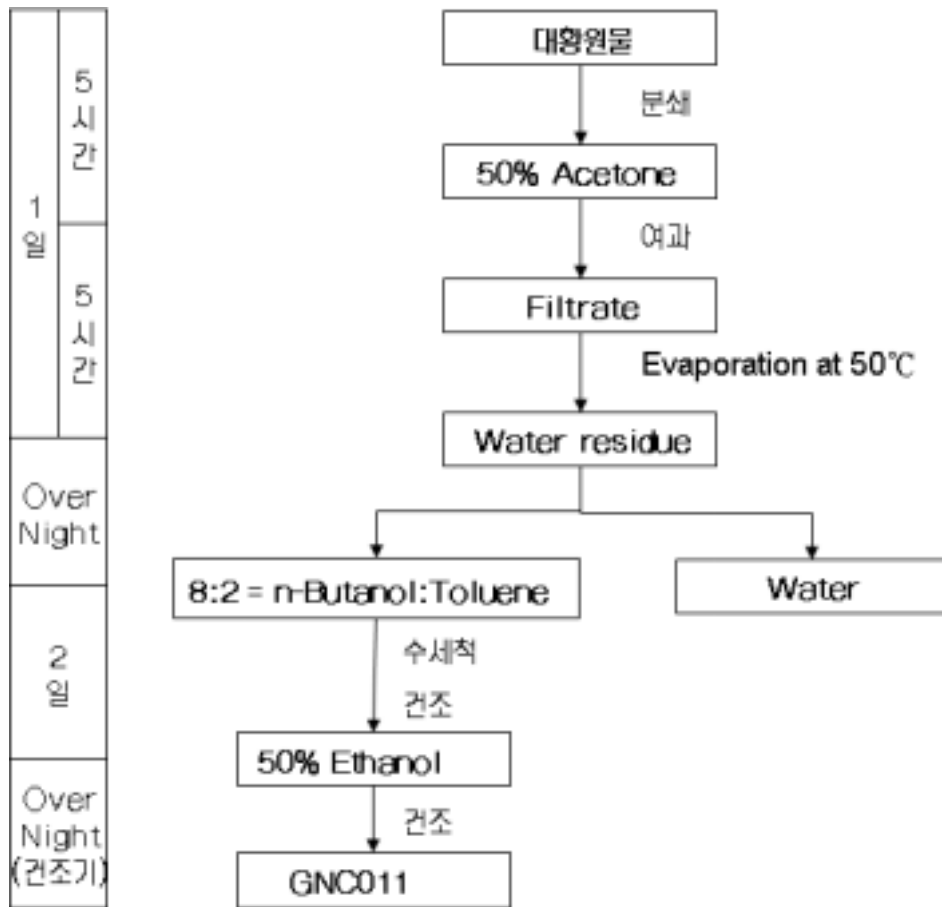 대황원물
분쇄
50% Acetone
여과
Filtrate
Evaporation at 50℃
Water residue
8:2 = n-Butanol:Toluene
Water
수세척
건조
50% Ethanol
건조
GNC011
1
일
5
시
간
5
시
간
Over
Night
2
일
Over
Night
(건조기)